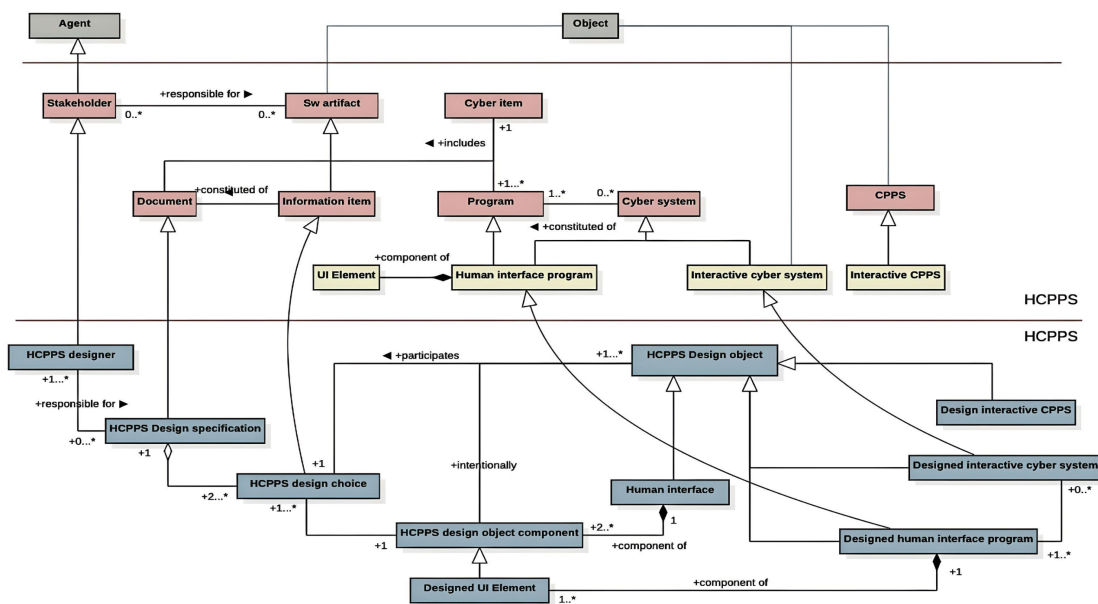 Agent
Object
Stakeholder
+responsible for ►
0..*
0..*
Sw artifact
Cyber item
+1
◄ +includes
Document
+constituted of
◄
Information item
+1...*
Program
1..*
0..*
Cyber system
◄ +constituted of
CPPS
UI Element
+component of
Human interface program
Interactive cyber system
Interactive CPPS
HCPPS
HCPPS
HCPPS designer
+1...*
◄ +participates
+1...*
HCPPS Design object
+responsible for ►
+0...*
HCPPS Design specification
+1
Design interactive CPPS
+1
+intentionally
Designed interactive cyber system
+2...*
HCPPS design choice
+1...*
Human interface
+0..*
+1
HCPPS design object component
+2..*
1
+component of
Designed human interface program
+1..*
+1
Designed UI Element
1..*
+component of